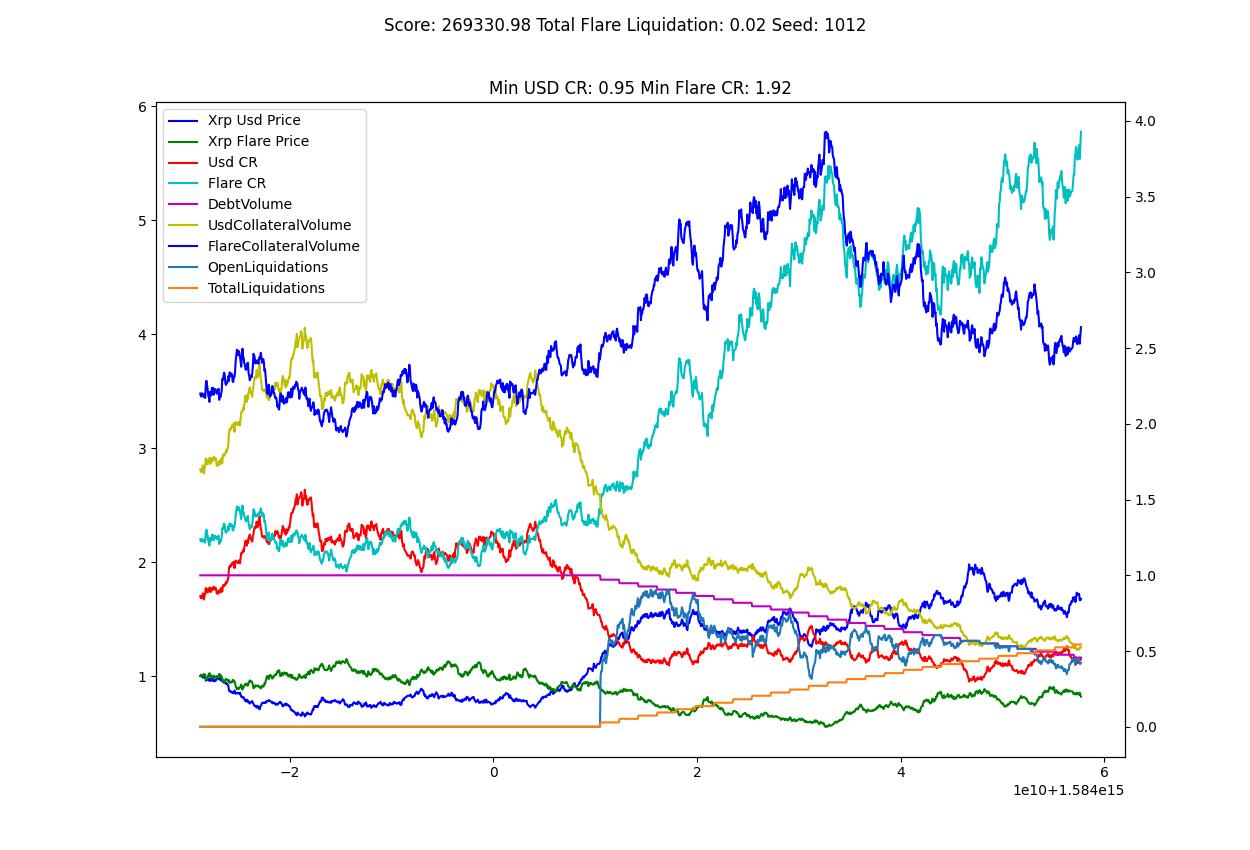 Score: 269330.98 Total Flare Liquidation: 0.02 Seed: 1012
Min USD CR: 0.95 Min Flare CR: 1.92
Xrp Usd Price
Xrp Flare Price
Usd CR
Flare CR
DebtVolume
UsdCollateralVolume
FlareCollateralVolume
OpenLiquidations
TotalLiquidations
6
5
4
3
2
1
4.0
3.5
3.0
2.5
2.0
1.5
1.0
0.5
0.0
−2 0 2 4 6
1e10+1.584e15